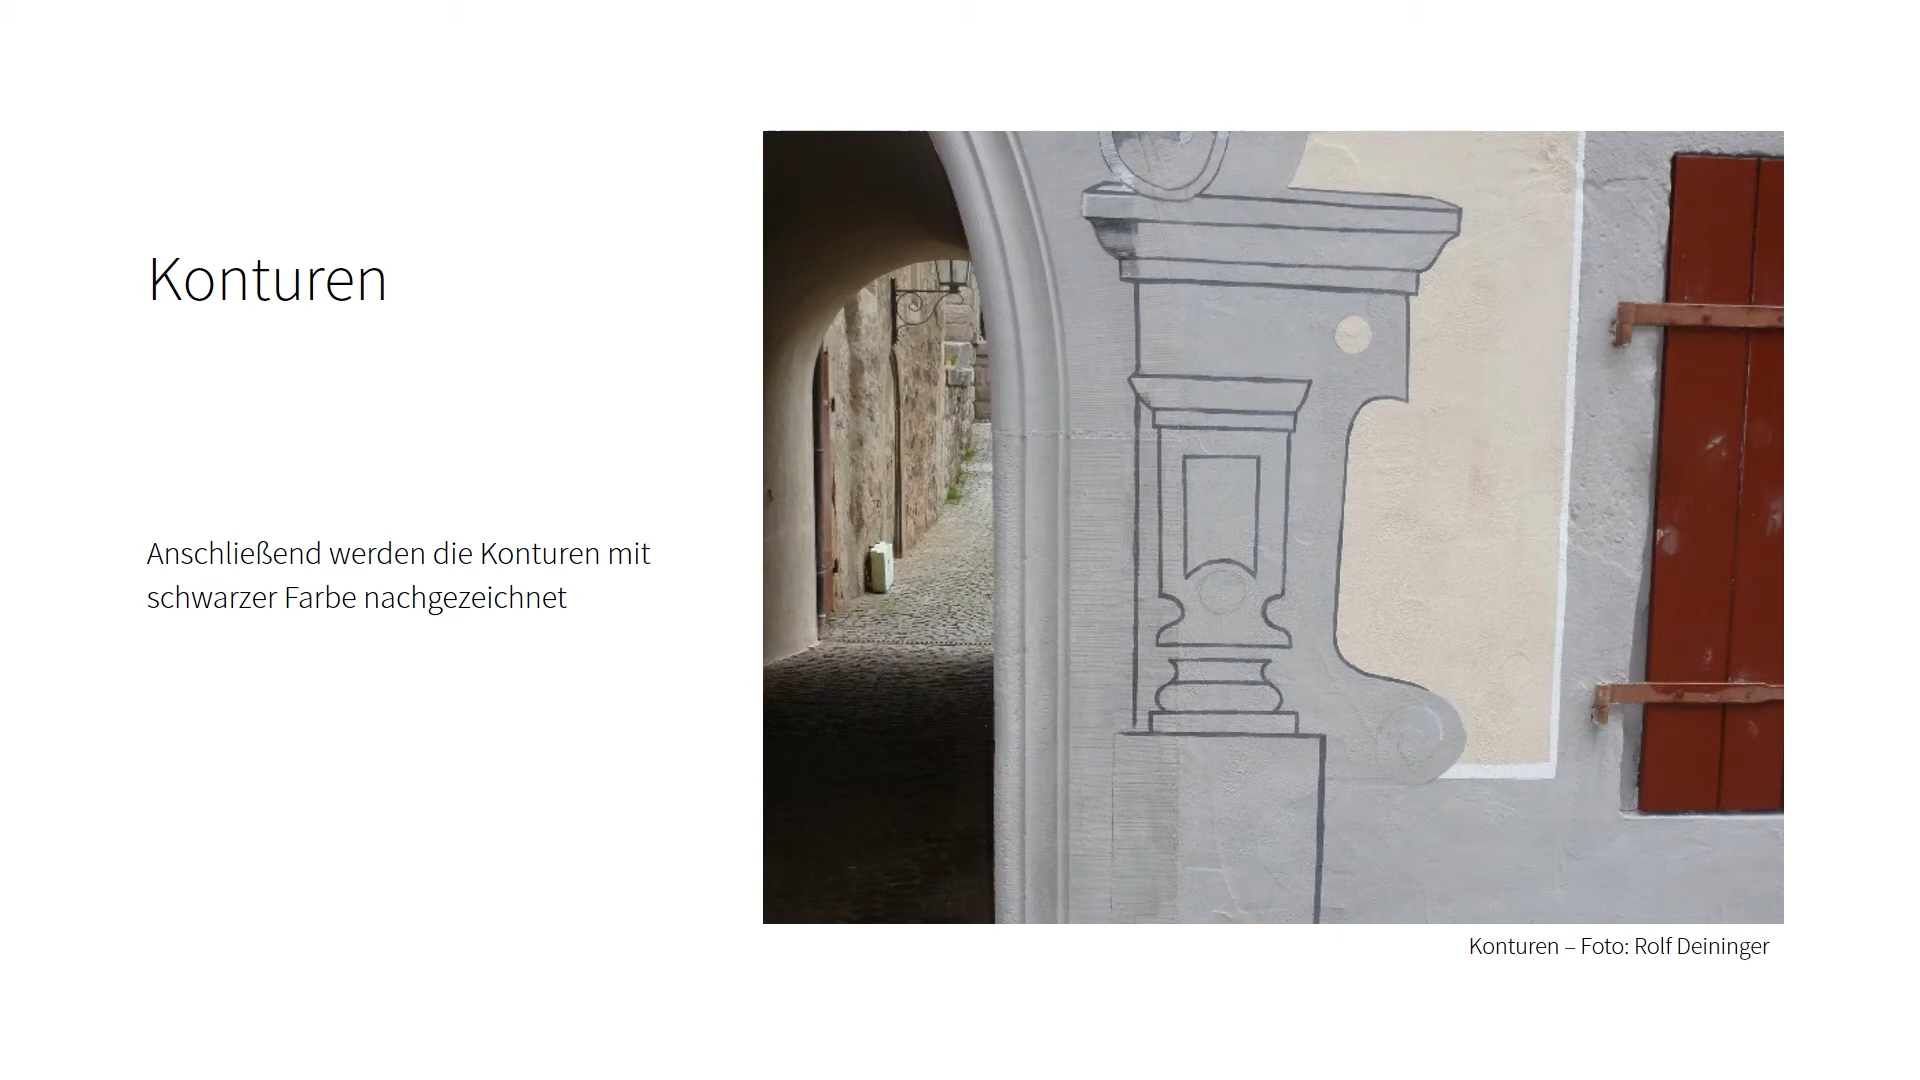 Konturen
Anschließend werden die Konturen mit
schwarzer Farbe nachgezeichnet
Konturen – Foto: Rolf Deininger